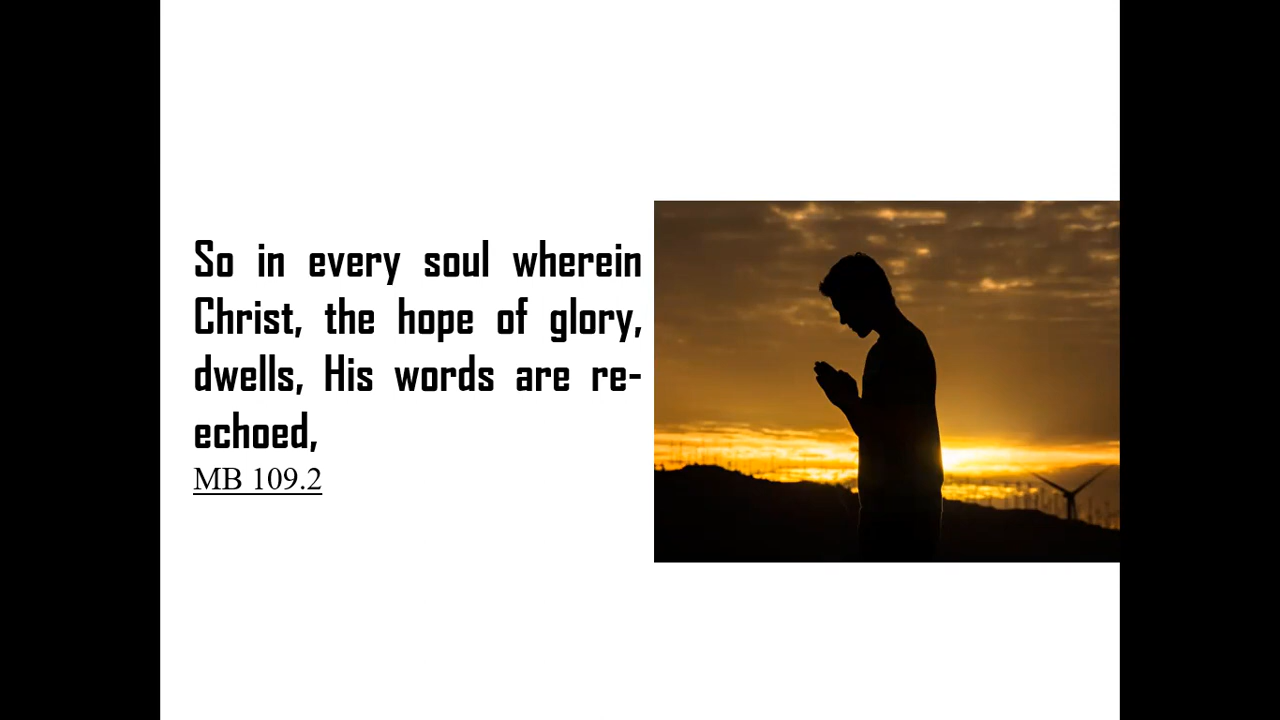 So in every soul wherein
Christ, the hope of glory,
dwells, His words are re-
echoed,
MB 109.2